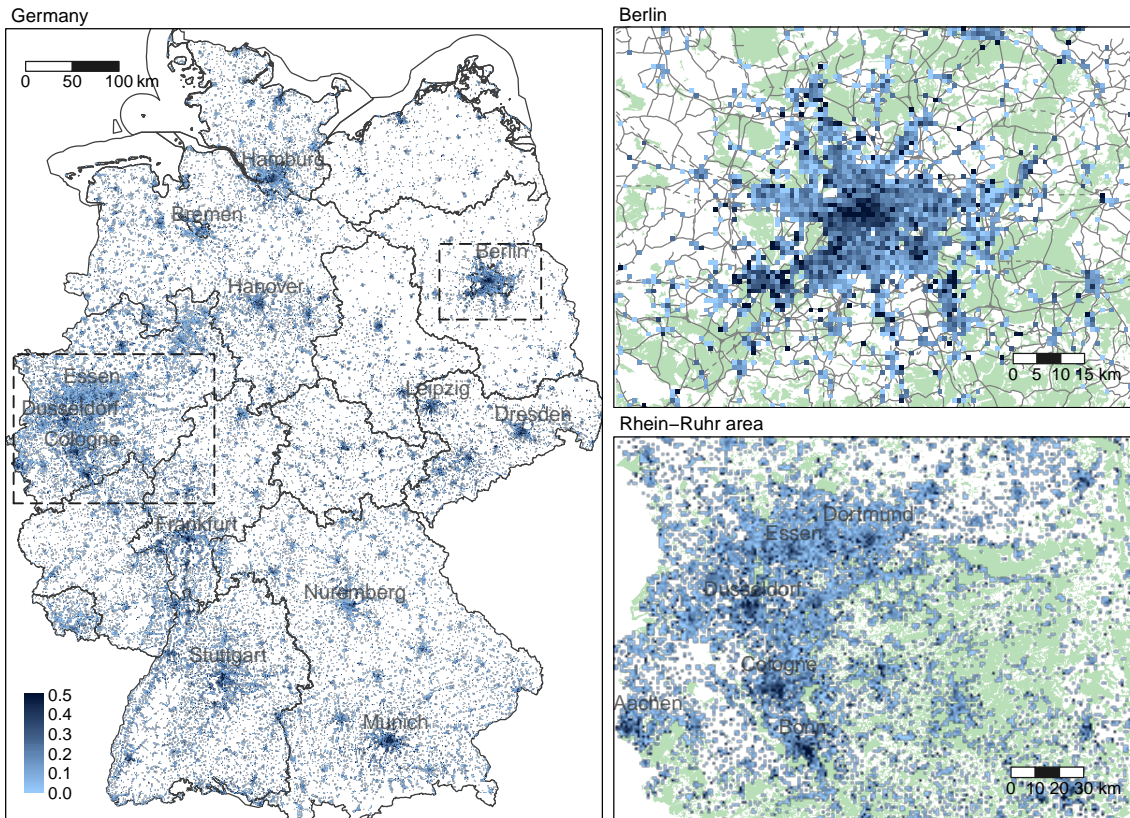 Germany
0 50 100 km
Hamburg
Bremen
Berlin
Hanover
Essen
Dusseldorf
Leipzig
Cologne
Dresden
Frankfurt
Nuremberg
Stuttgart
Munich
0.5
0.4
0.3
0.2
0.1
0.0
Berlin
0 5 10 15 km
Rhein−Ruhr area
Dortmund
Essen
Dusseldorf
Cologne
Aachen
Bonn
0 10 20 30 km